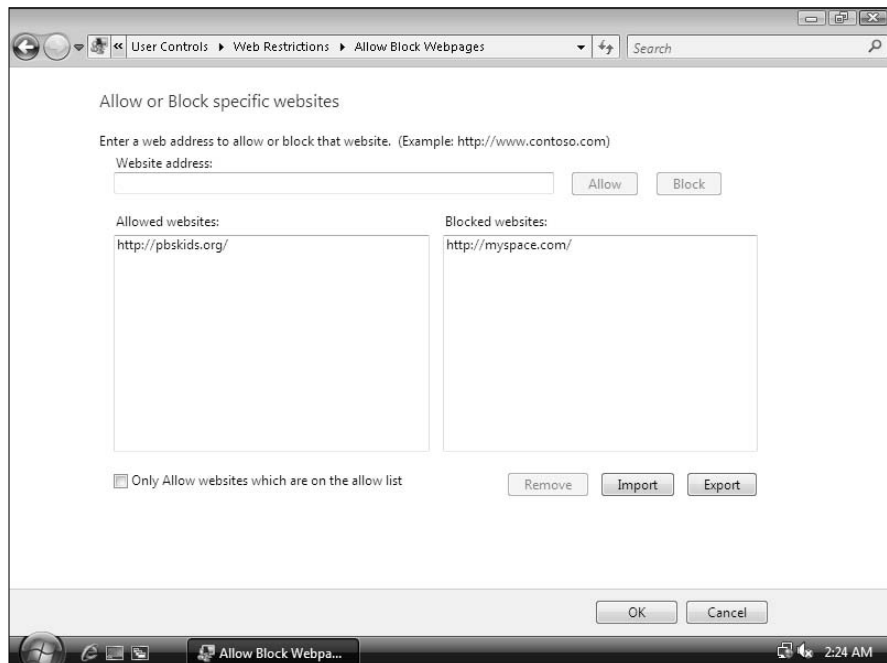 « User Controls ▸ Web Restrictions ▸ Allow Block Webpages
Search
Allow or Block specific websites
Enter a web address to allow or block that website. (Example: http://www.contoso.com)
Website address:
Allow Block
Allowed websites: Blocked websites:
http://pbskids.org/ http://myspace.com/
Only Allow websites which are on the allow list
Remove Import Export
OK Cancel
Allow Block Webpa... 2:24 AM